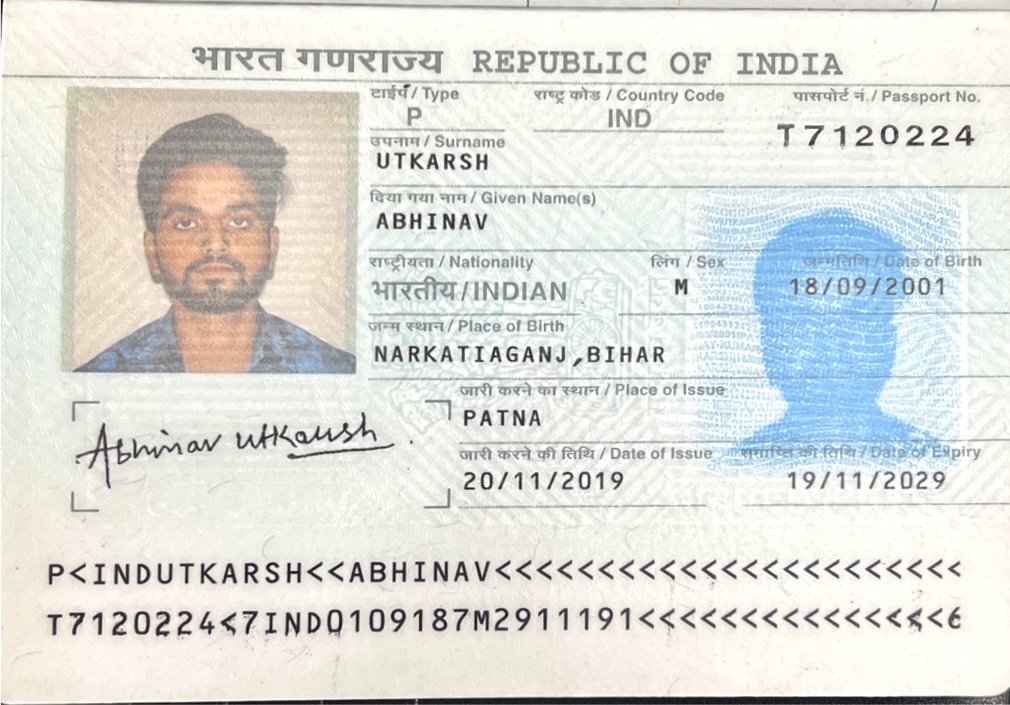 भारत गणराज्य REPUBLIC OF INDIA
टाईप / Type राष्ट्र कोड / Country Code पासपोर्ट नं. / Passport No.
P IND T7120224
उपनाम / Surname
UTKARSH
दिया गया नाम / Given Name(s)
ABHINAV
राष्ट्रीयता / Nationality लिंग / Sex जन्मतिथि / Date of Birth
भारतीय / INDIAN M 18/09/2001
जन्म स्थान / Place of Birth
NARKATIAGANJ,BIHAR
जारी करने का स्थान / Place of Issue
PATNA
Abhinav utkarsh
जारी करने की तिथि / Date of Issue समाप्ति की तिथि / Date of Expiry
20/11/2019 19/11/2029
P<INDUTKARSH<<ABHINAV<<<<<<<<<<<<<<<<<<<<<<<
T7120224<7IND0109187M2911191<<<<<<<<<<<<<<<6